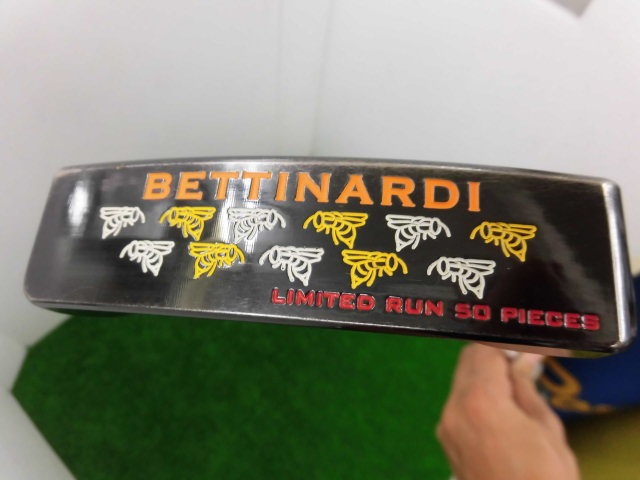 BETTINARDI
LIMITED RUN 50 PIECES